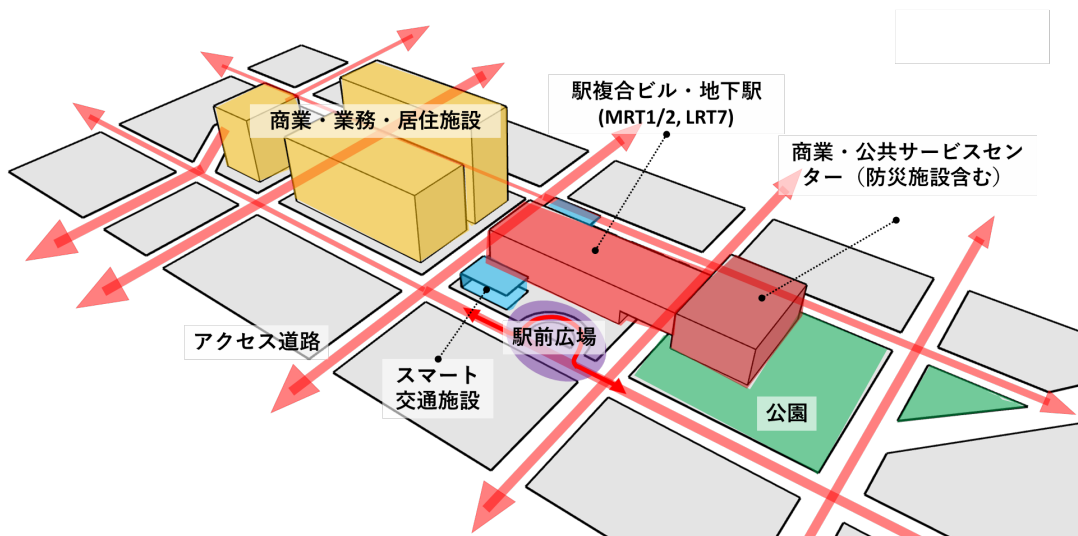 駅複合ビル・地下駅
(MRT1/2, LRT7)
商業・業務・居住施設
商業・公共サービスセン
ター（防災施設含む）
アクセス道路
駅前広場
スマート
交通施設
公園